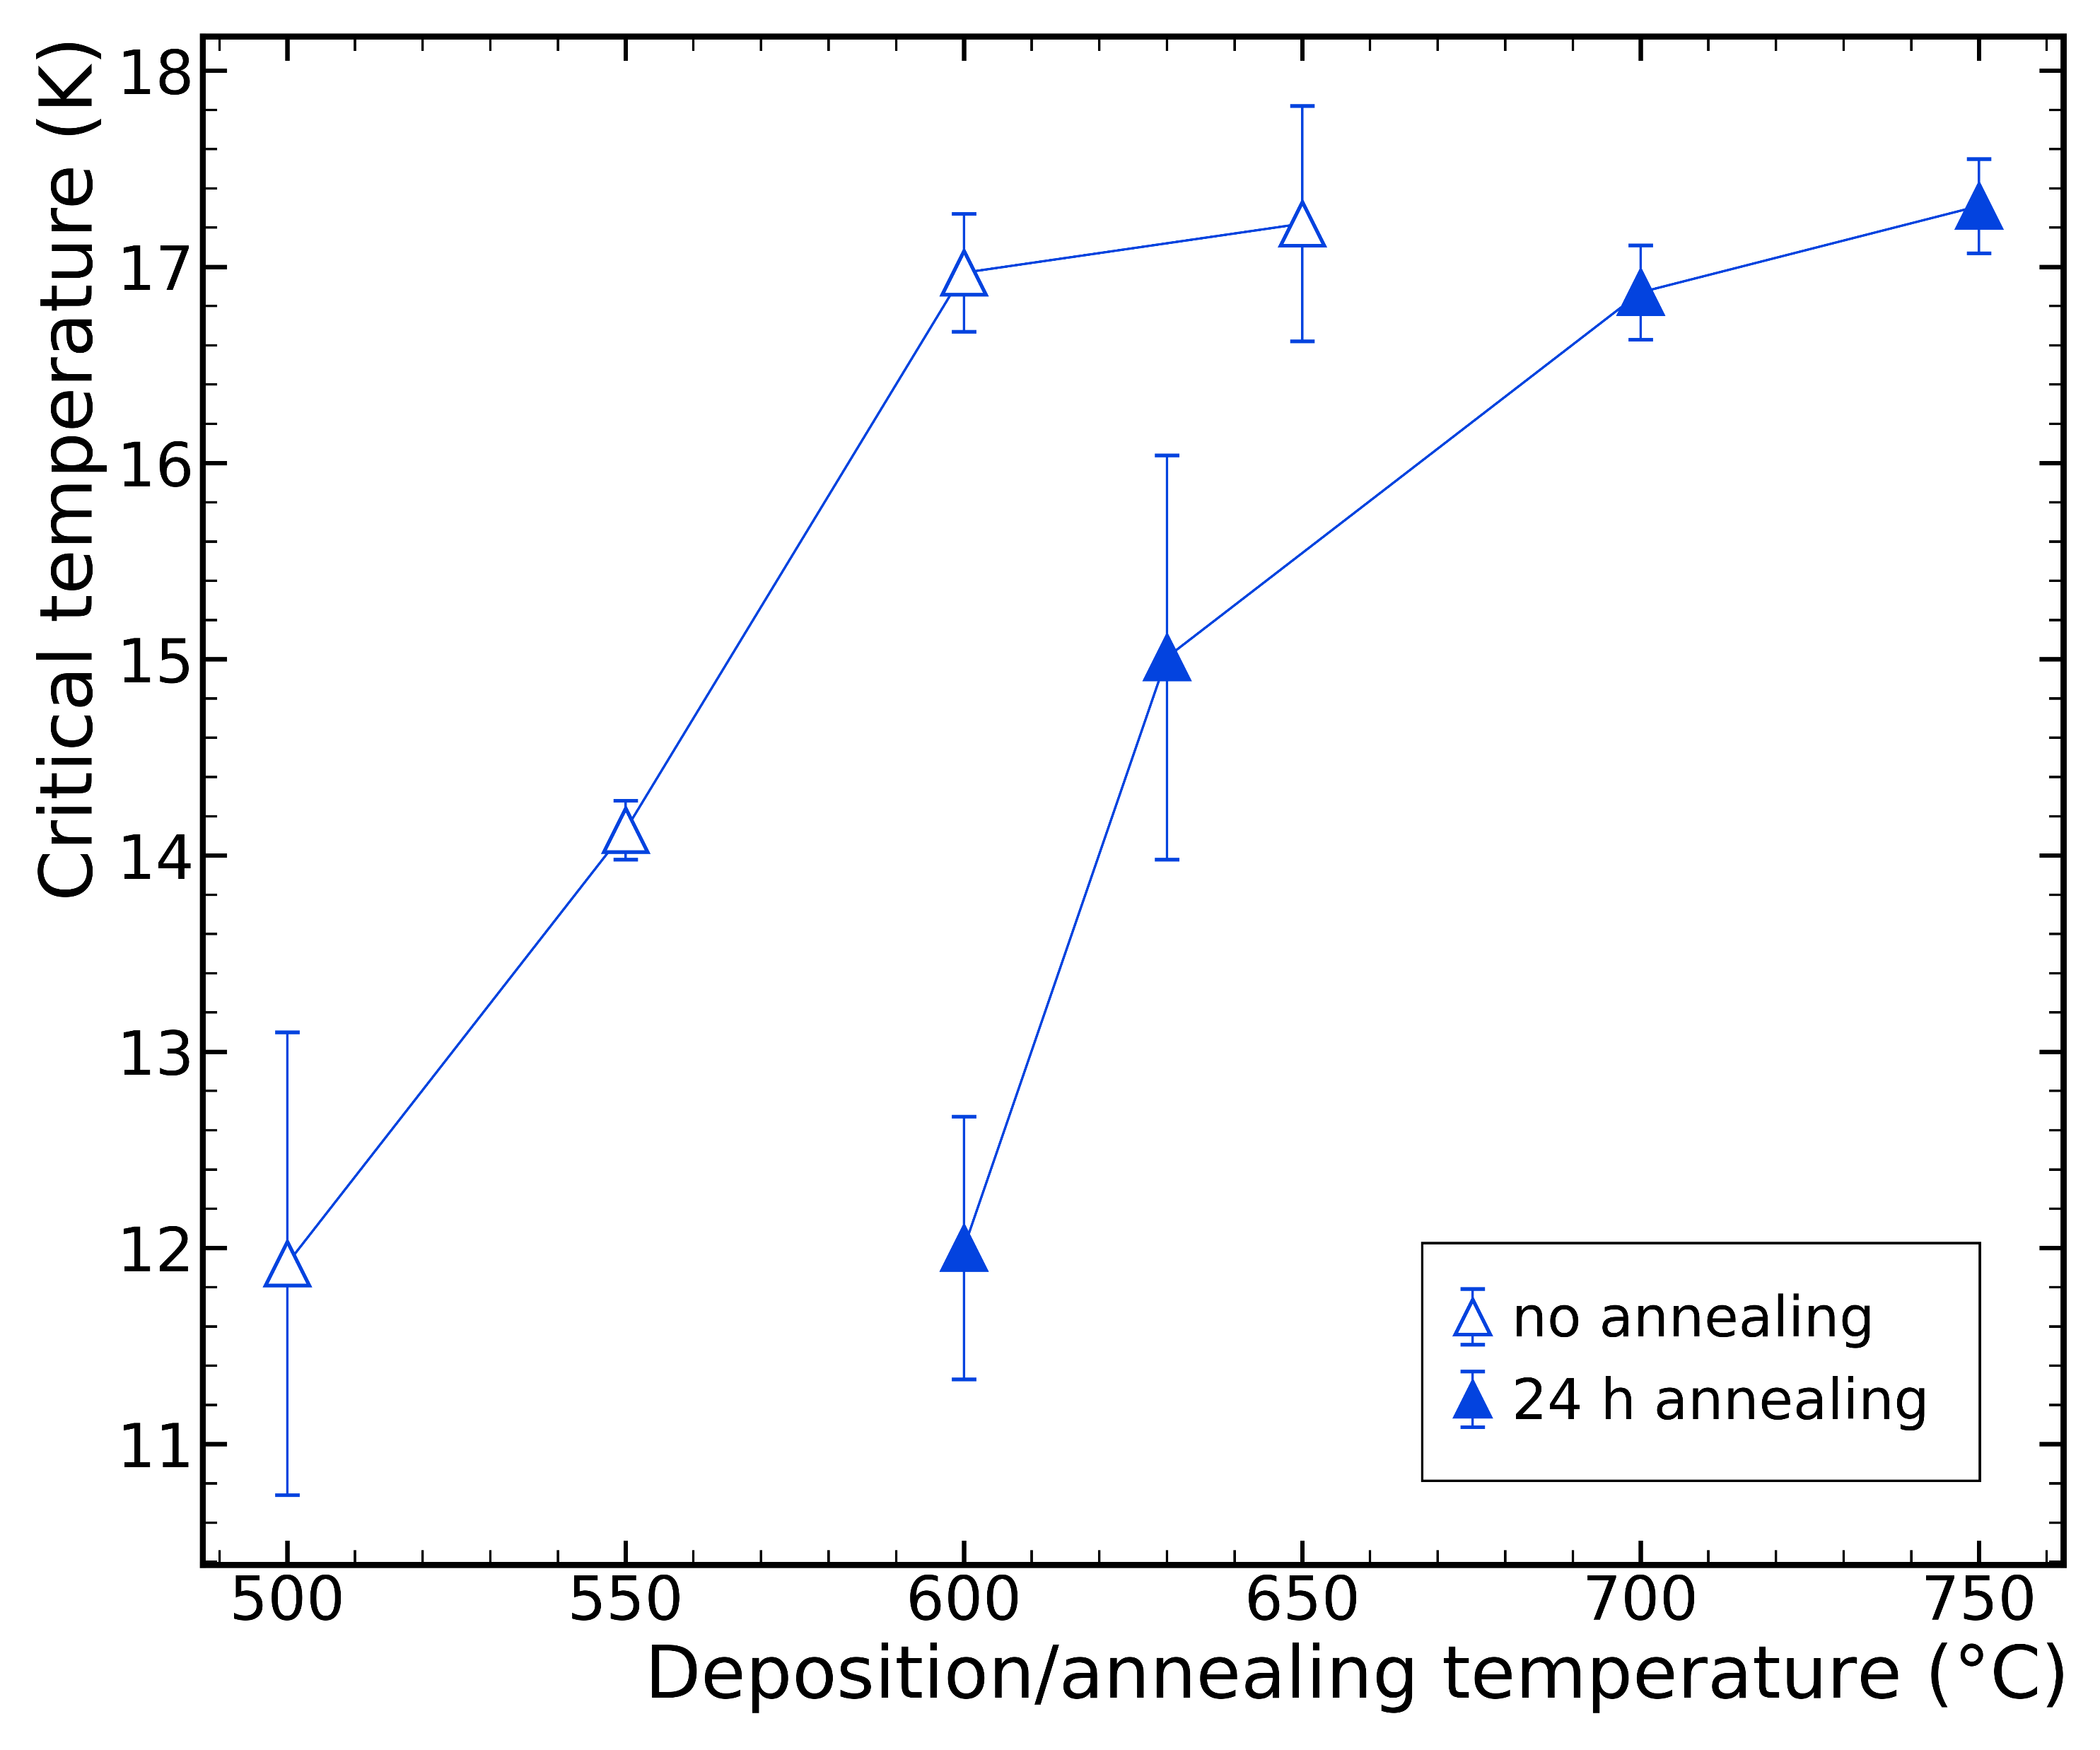 Critical temperature (K)
18
17
16
15
14
13
12
11
500 550 600 650 700 750
Deposition/annealing temperature (°C)
no annealing
24 h annealing